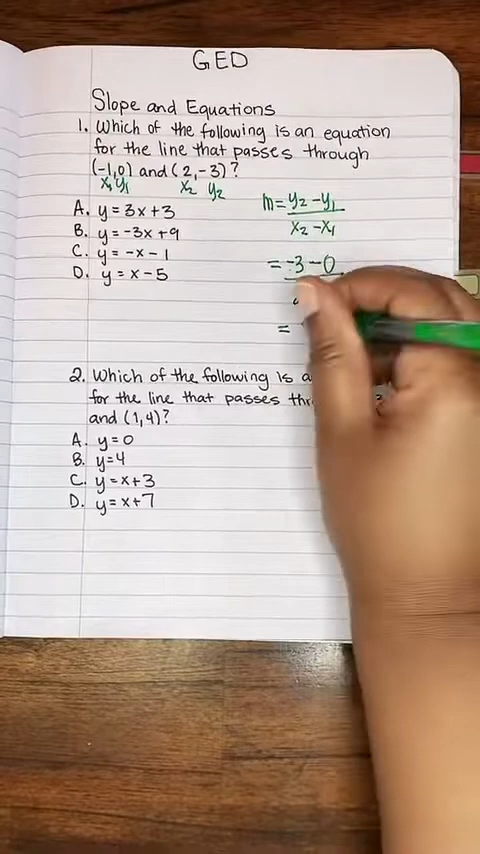 GED
Slope and Equations
1. Which of the following is an equation
for the line that passes through
(-1,0) and (2,-3)?
x₁ y₁ x₂ y₂
A. y = 3x + 3
B. y = -3x + 9
C. y = -x - 1
D. y = x - 5
m = y₂ - y₁
x₂ - x₁
= -3 - 0
=
2. Which of the following is a
for the line that passes
and (1,4)?
A. y = 0
B. y = 4
C. y = x + 3
D. y = x + 7